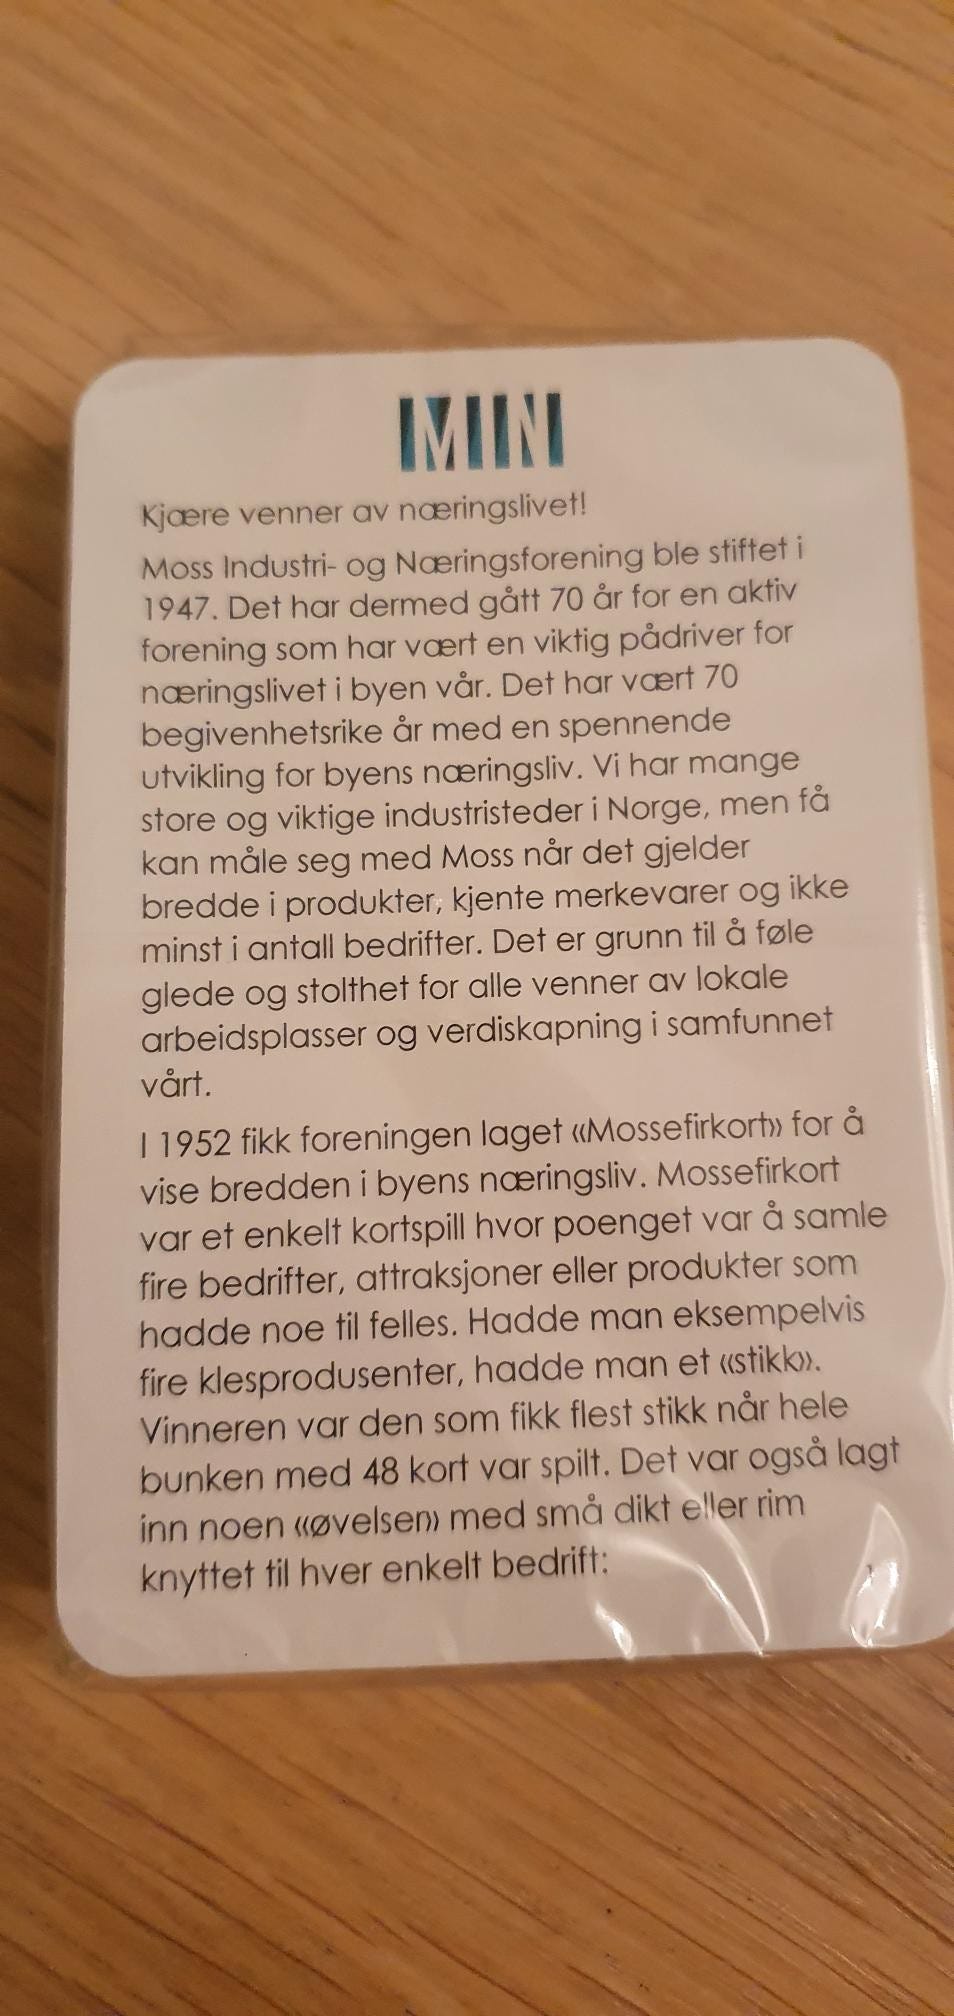 MIN
Kjære venner av næringslivet!
Moss Industri- og Næringsforening ble stiftet i
1947. Det har dermed gått 70 år for en aktiv
forening som har vært en viktig pådriver for
næringslivet i byen vår. Det har vært 70
begivenhetsrike år med en spennende
utvikling for byens næringsliv. Vi har mange
store og viktige industristeder i Norge, men få
kan måle seg med Moss når det gjelder
bredde i produkter, kjente merkevarer og ikke
minst i antall bedrifter. Det er grunn til å føle
glede og stolthet for alle venner av lokale
arbeidsplasser og verdiskapning i samfunnet
vårt.
I 1952 fikk foreningen laget «Mossefirkort» for å
vise bredden i byens næringsliv. Mossefirkort
var et enkelt kortspill hvor poenget var å samle
fire bedrifter, attraksjoner eller produkter som
hadde noe til felles. Hadde man eksempelvis
fire klesprodusenter, hadde man et «stikk».
Vinneren var den som fikk flest stikk når hele
bunken med 48 kort var spilt. Det var også lagt
inn noen «øvelsen» med små dikt eller rim
knyttet til hver enkelt bedrift: